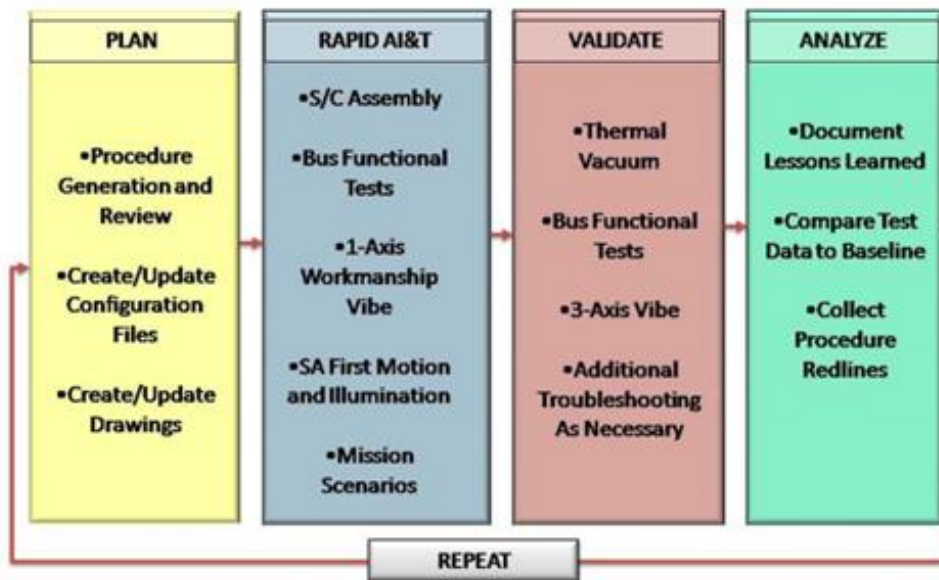 PLAN
•Procedure
Generation and
Review
•Create/Update
Configuration
Files
•Create/Update
Drawings
RAPID AI&T
•S/C Assembly
•Bus Functional
Tests
•1-Axis
Workmanship
Vibe
•SA First Motion
and Illumination
•Mission
Scenarios
VALIDATE
•Thermal
Vacuum
•Bus Functional
Tests
•3-Axis Vibe
•Additional
Troubleshooting
As Necessary
ANALYZE
•Document
Lessons Learned
•Compare Test
Data to Baseline
•Collect
Procedure
Redlines
REPEAT